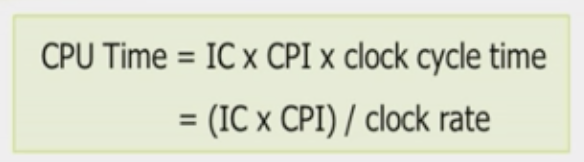 CPU Time = IC x CPI x clock cycle time
= (IC x CPI) / clock rate